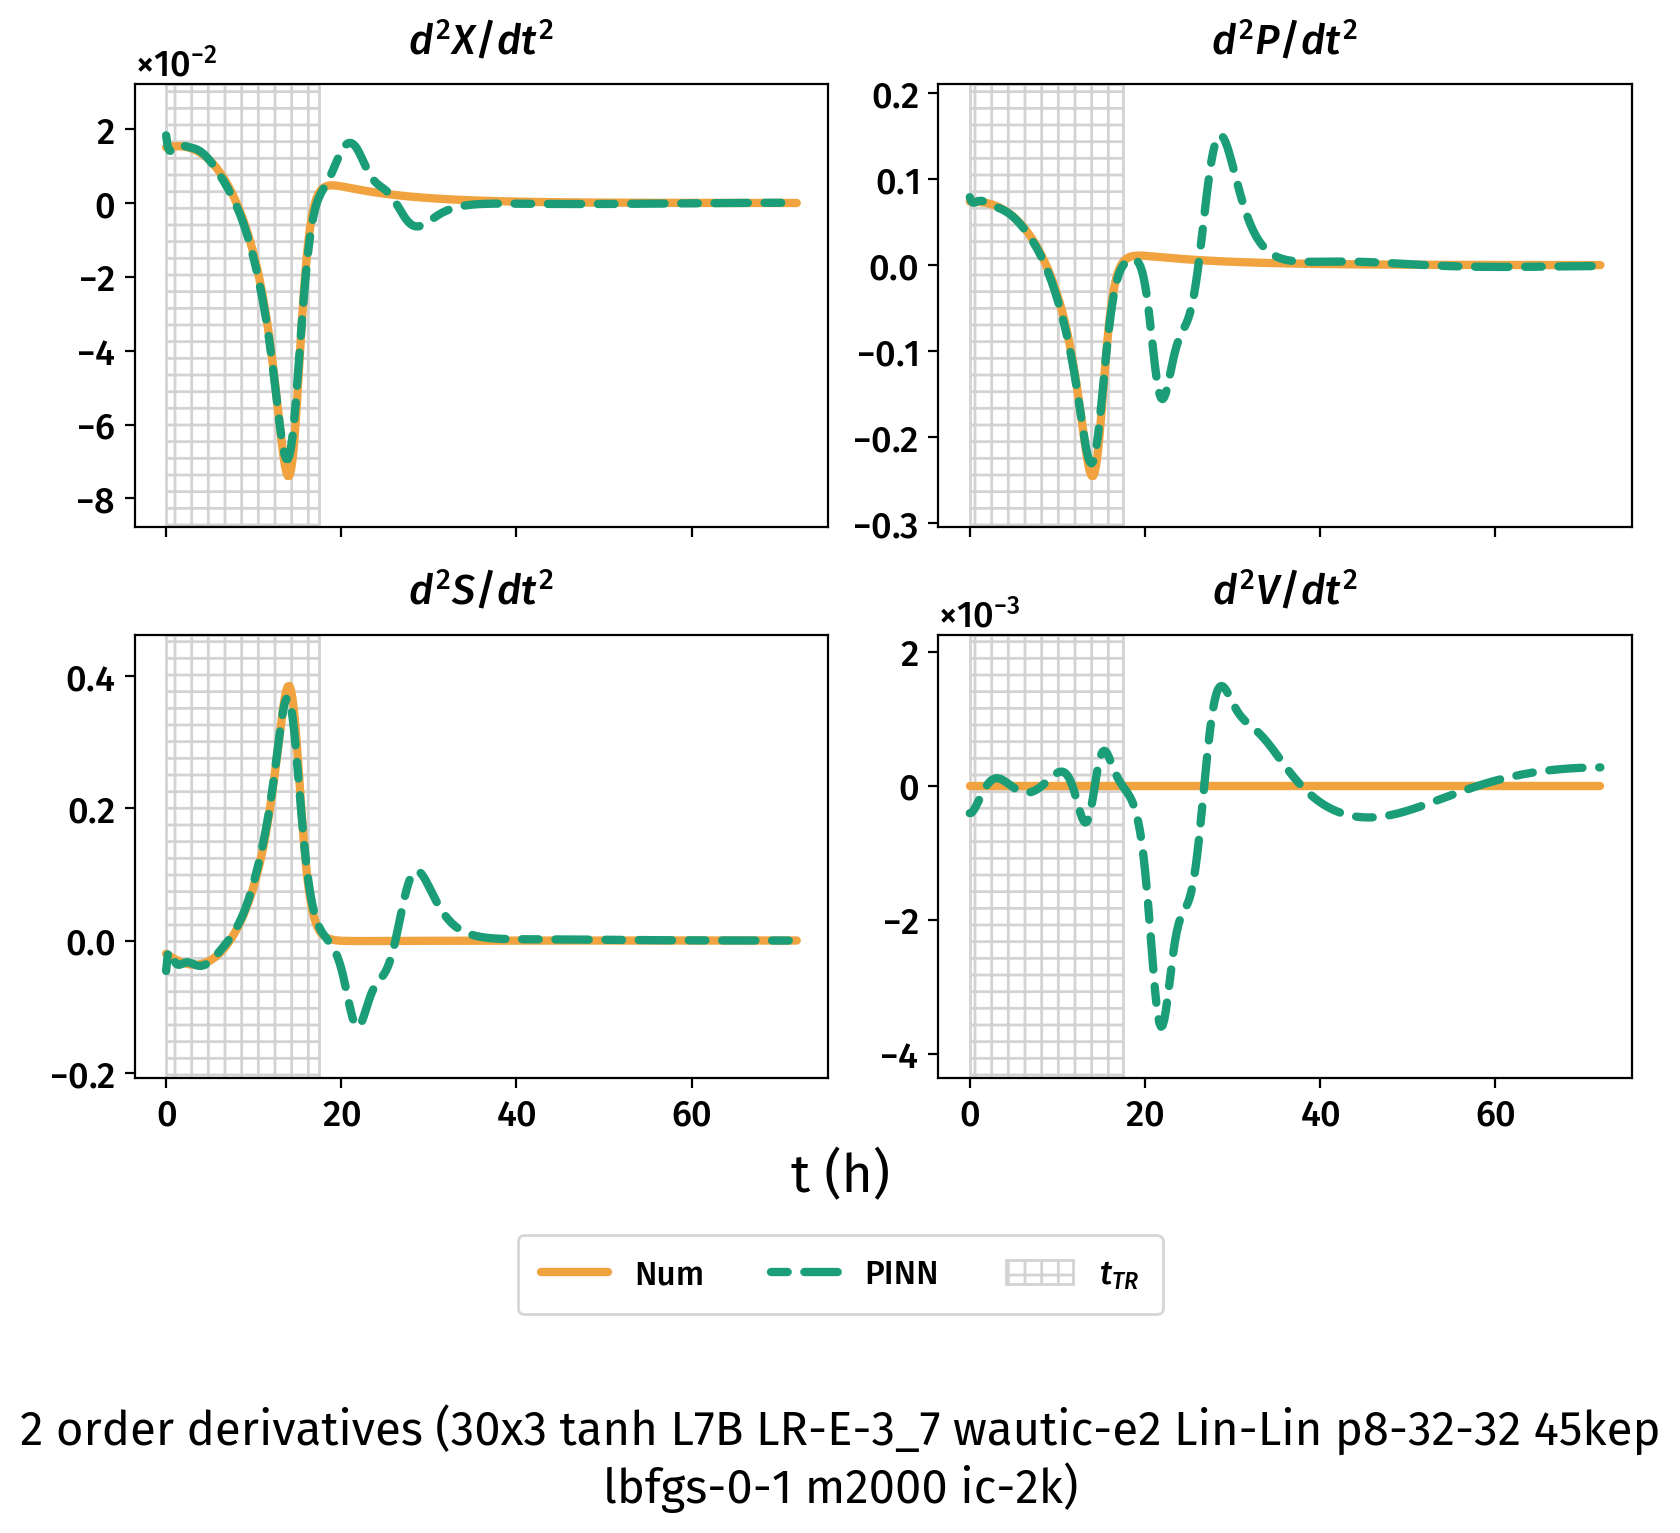 d²X/dt²
×10⁻²
2
0
−2
−4
−6
−8
d²P/dt²
0.2
0.1
0.0
−0.1
−0.2
−0.3
d²S/dt²
0.4
0.2
0.0
−0.2
0 20 40 60
d²V/dt²
×10⁻³
2
0
−2
−4
0 20 40 60
t (h)
Num PINN t_TR
2 order derivatives (30x3 tanh L7B LR-E-3_7 wautic-e2 Lin-Lin p8-32-32 45kep
lbfgs-0-1 m2000 ic-2k)